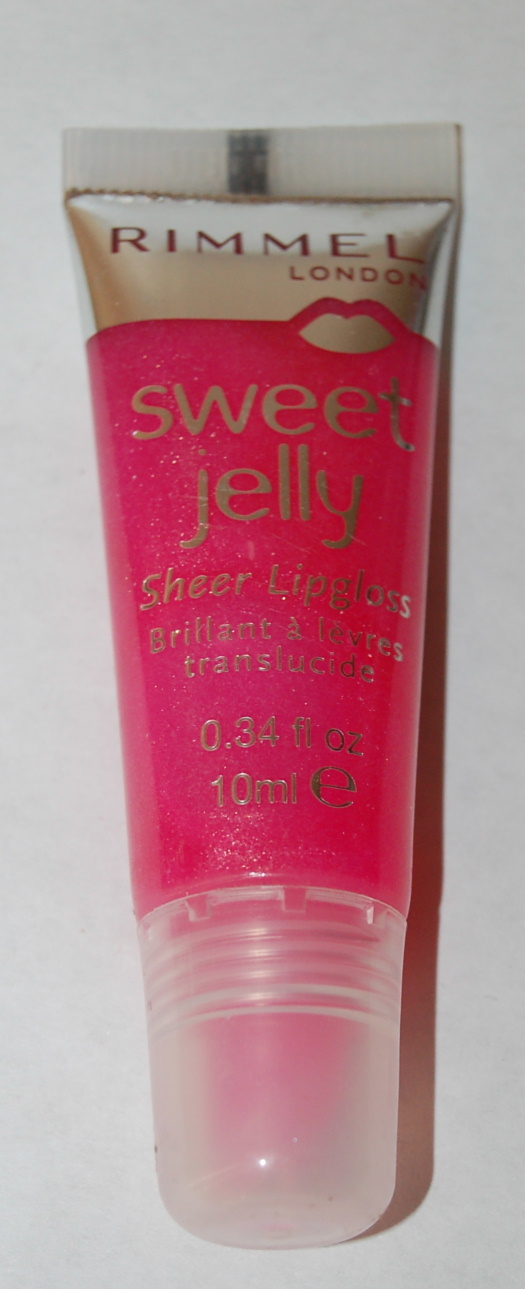 RIMMEL
LONDON
sweet
jelly
Sheer Lipgloss
Brillant à lèvres
translucide
0.34 fl oz
10ml ℮